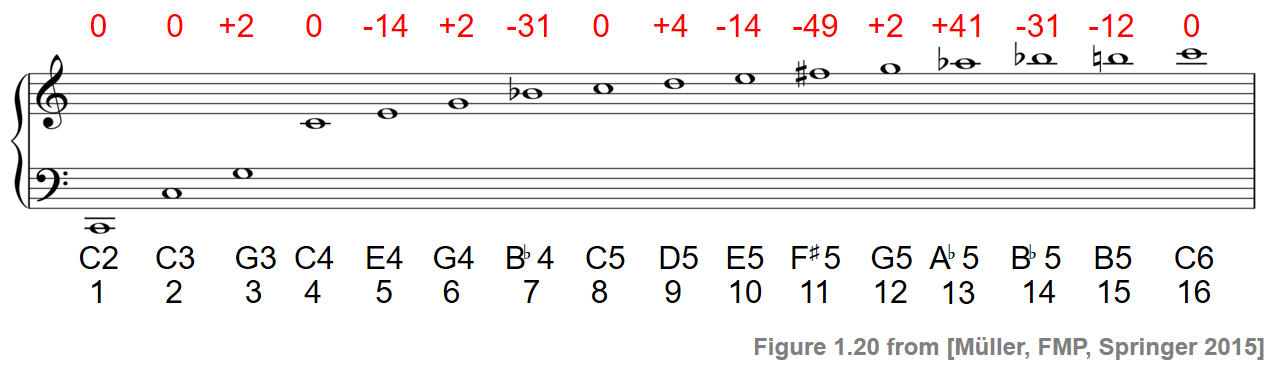 0 0 +2 0 -14 +2 -31 0 +4 -14 -49 +2 +41 -31 -12 0
C2 C3 G3 C4 E4 G4 B♭4 C5 D5 E5 F♯5 G5 A♭5 B♭5 B5 C6
1 2 3 4 5 6 7 8 9 10 11 12 13 14 15 16
Figure 1.20 from [Müller, FMP, Springer 2015]